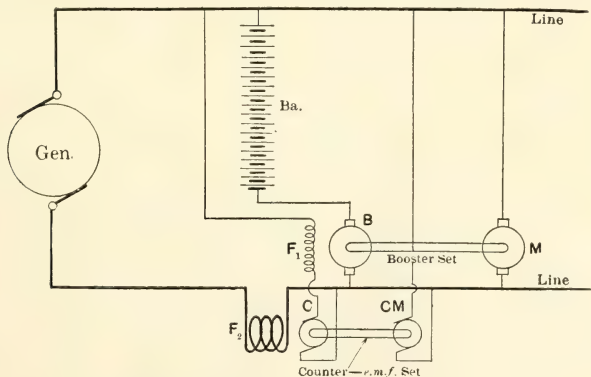 Line
Ba.
Gen.
B
F₁
M
Booster Set
Line
C
CM
F₂
Counter—e.m.f. Set